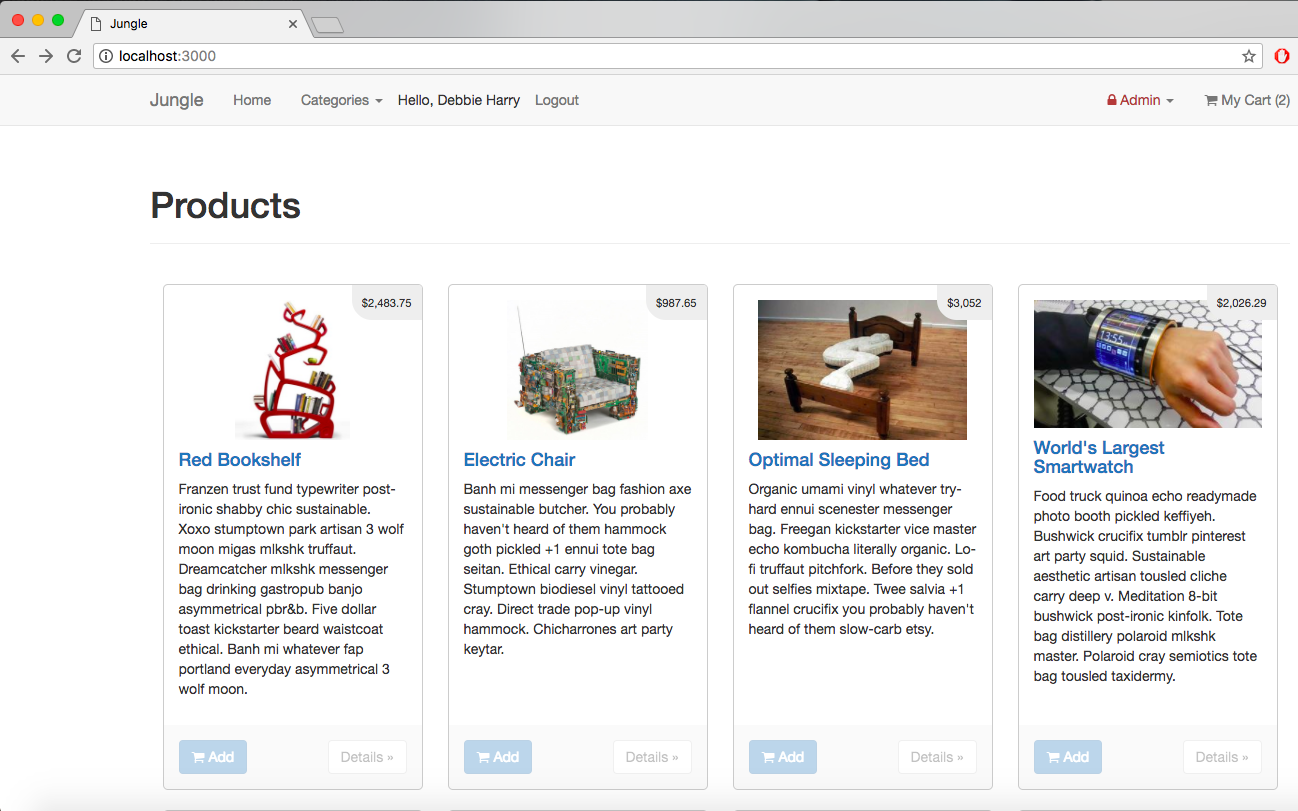 Jungle
localhost:3000
Jungle Home Categories Hello, Debbie Harry Logout Admin My Cart (2)
Products
$2,483.75
Red Bookshelf
Franzen trust fund typewriter post-
ironic shabby chic sustainable.
Xoxo stumptown park artisan 3 wolf
moon migas mlkshk truffaut.
Dreamcatcher mlkshk messenger
bag drinking gastropub banjo
asymmetrical pbr&b. Five dollar
toast kickstarter beard waistcoat
ethical. Banh mi whatever fap
portland everyday asymmetrical 3
wolf moon.
Add Details »
$987.65
Electric Chair
Banh mi messenger bag fashion axe
sustainable butcher. You probably
haven't heard of them hammock
goth pickled +1 ennui tote bag
seitan. Ethical carry vinegar.
Stumptown biodiesel vinyl tattooed
cray. Direct trade pop-up vinyl
hammock. Chicharrones art party
keytar.
Add Details »
$3,052
Optimal Sleeping Bed
Organic umami vinyl whatever try-
hard ennui scenester messenger
bag. Freegan kickstarter vice master
echo kombucha literally organic. Lo-
fi truffaut pitchfork. Before they sold
out selfies mixtape. Twee salvia +1
flannel crucifix you probably haven't
heard of them slow-carb etsy.
Add Details »
$2,026.29
13:55
World's Largest
Smartwatch
Food truck quinoa echo readymade
photo booth pickled keffiyeh.
Bushwick crucifix tumblr pinterest
art party squid. Sustainable
aesthetic artisan tousled cliche
carry deep v. Meditation 8-bit
bushwick post-ironic kinfolk. Tote
bag distillery polaroid mlkshk
master. Polaroid cray semiotics tote
bag tousled taxidermy.
Add Details »